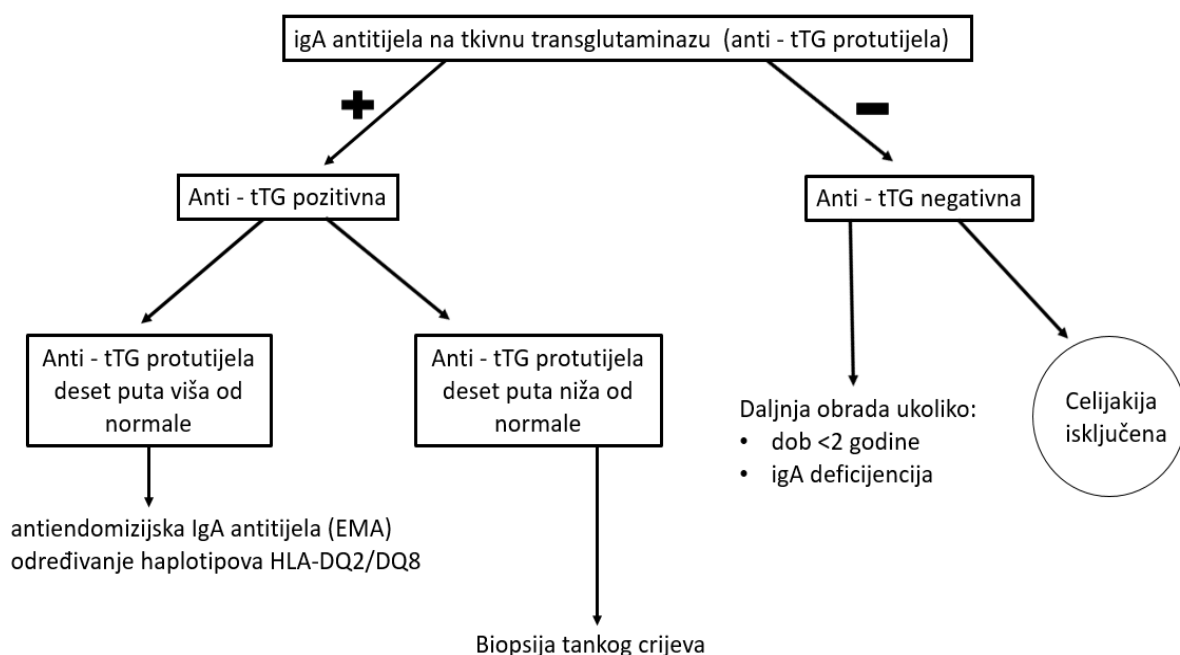 igA antitijela na tkivnu transglutaminazu (anti - tTG protutijela)
+
-
Anti - tTG pozitivna
Anti - tTG negativna
Anti - tTG protutijela
deset puta viša od
normale
Anti - tTG protutijela
deset puta niža od
normale
Daljnja obrada ukoliko:
• dob <2 godine
• igA deficijencija
Celijakija
isključena
antiendomizijska IgA antitijela (EMA)
određivanje haplotipova HLA-DQ2/DQ8
Biopsija tankog crijeva